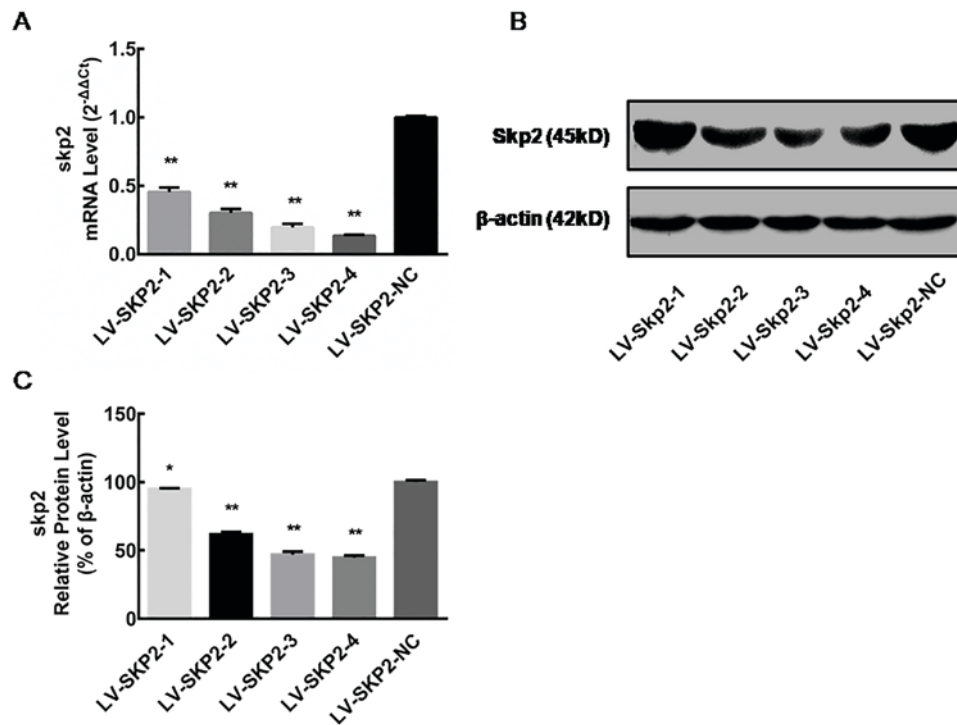 A
skp2
mRNA Level (2-ΔΔCt)
1.5
1.0
0.5
0.0
**
**
**
**
LV-SKP2-1
LV-SKP2-2
LV-SKP2-3
LV-SKP2-4
LV-SKP2-NC
B
Skp2 (45kD)
β-actin (42kD)
LV-Skp2-1
LV-Skp2-2
LV-Skp2-3
LV-Skp2-4
LV-Skp2-NC
C
skp2
Relative Protein Level
(% of β-actin)
150
100
50
0
*
**
**
**
LV-SKP2-1
LV-SKP2-2
LV-SKP2-3
LV-SKP2-4
LV-SKP2-NC